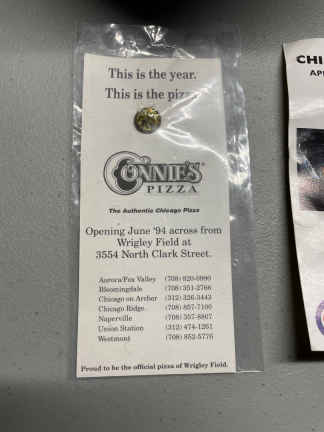 This is the year.
This is the pizza
CONNIE'S®
PIZZA
The Authentic Chicago Pizza
Opening June '94 across from
Wrigley Field at
3554 North Clark Street.
Aurora/Fox Valley (708) 820-0990
Bloomingdale (708) 351-2766
Chicago on Archer (312) 326-3443
Chicago Ridge (708) 857-7100
Naperville (708) 357-8807
Union Station (312) 474-1261
Westmont (708) 852-5776
Proud to be the official pizza of Wrigley Field.
CHI
AP